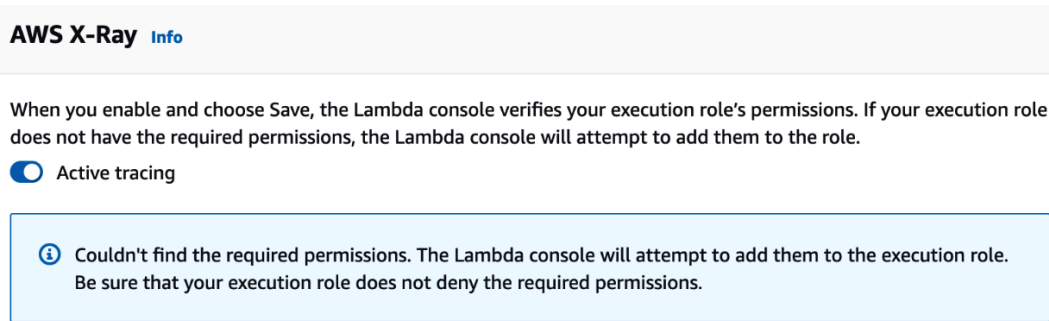 AWS X-Ray Info
When you enable and choose Save, the Lambda console verifies your execution role’s permissions. If your execution role
does not have the required permissions, the Lambda console will attempt to add them to the role.
Active tracing
Couldn't find the required permissions. The Lambda console will attempt to add them to the execution role.
Be sure that your execution role does not deny the required permissions.